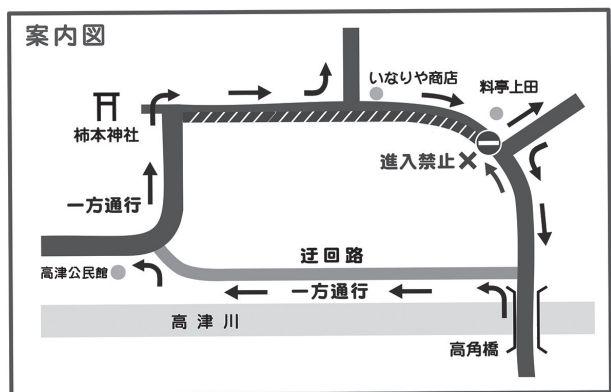 案内図
いなりや商店
料亭上田
柿本神社
進入禁止
一方通行
迂回路
高津公民館
一方通行
高津川
高角橋